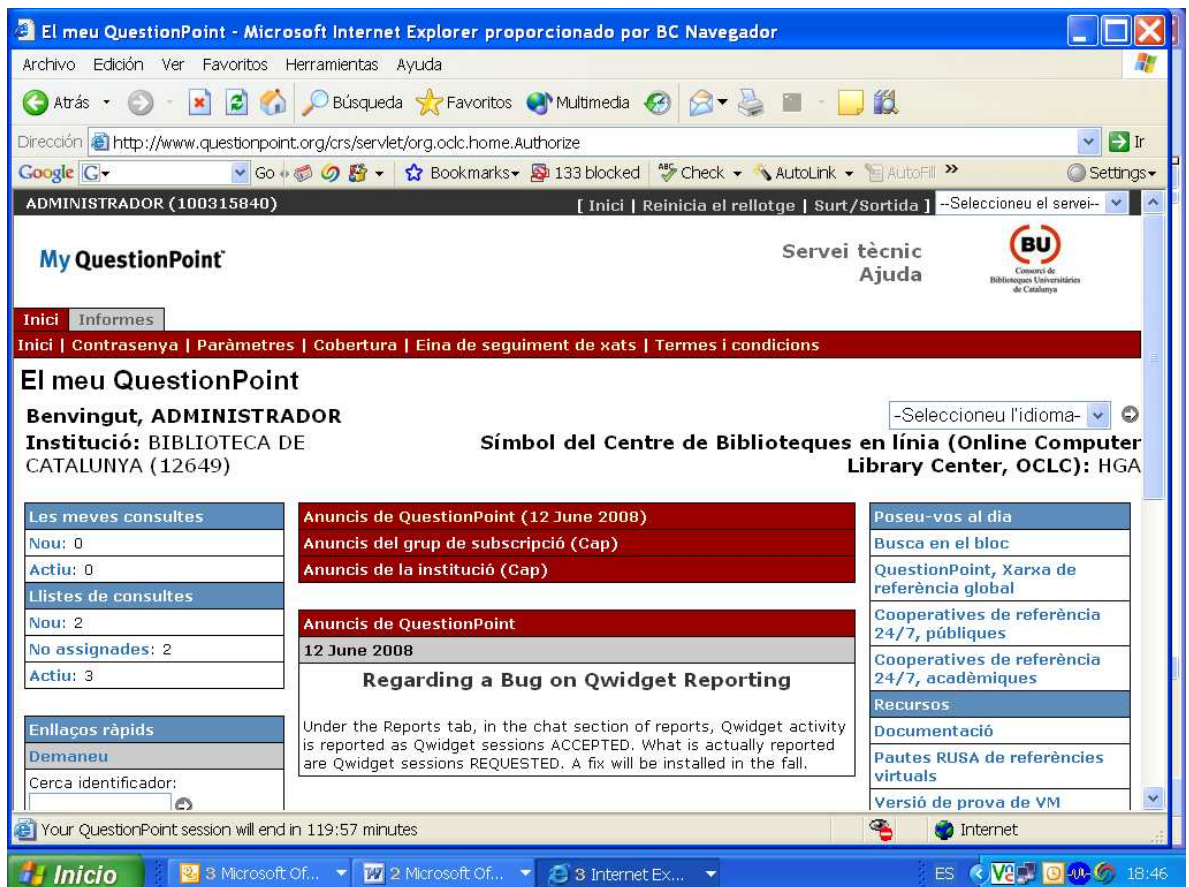 El meu QuestionPoint - Microsoft Internet Explorer proporcionado por BC Navegador
Archivo Edición Ver Favoritos Herramientas Ayuda
Atrás Búsqueda Favoritos Multimedia
Dirección http://www.questionpoint.org/crs/servlet/org.oclc.home.Authorize Ir
Google G Go Bookmarks 133 blocked ABC Check AutoLink AutoFill » Settings
ADMINISTRADOR (100315840) [ Inici | Reinicia el rellotge | Surt/Sortida ] --Seleccioneu el servei--
My QuestionPoint
Servei tècnic
Ajuda
BU
Consorci de
Biblioteques Universitàries
de Catalunya
Inici Informes
Inici | Contrasenya | Paràmetres | Cobertura | Eina de seguiment de xats | Termes i condicions
El meu QuestionPoint
Benvingut, ADMINISTRADOR
Institució: BIBLIOTECA DE
CATALUNYA (12649)
-Seleccioneu l'idioma-
Símbol del Centre de Biblioteques en línia (Online Computer
Library Center, OCLC): HGA
Les meves consultes
Nou: 0
Actiu: 0
Llistes de consultes
Nou: 2
No assignades: 2
Actiu: 3
Enllaços ràpids
Demaneu
Cerca identificador:
Anuncis de QuestionPoint (12 June 2008)
Anuncis del grup de subscripció (Cap)
Anuncis de la institució (Cap)
Anuncis de QuestionPoint
12 June 2008
Regarding a Bug on Qwidget Reporting
Under the Reports tab, in the chat section of reports, Qwidget activity
is reported as Qwidget sessions ACCEPTED. What is actually reported
are Qwidget sessions REQUESTED. A fix will be installed in the fall.
Poseu-vos al dia
Busca en el bloc
QuestionPoint, Xarxa de
referència global
Cooperatives de referència
24/7, públiques
Cooperatives de referència
24/7, acadèmiques
Recursos
Documentació
Pautes RUSA de referències
virtuals
Versió de prova de VM
Your QuestionPoint session will end in 119:57 minutes Internet
Inicio 3 Microsoft Of... 2 Microsoft Of... 3 Internet Ex... ES 18:46